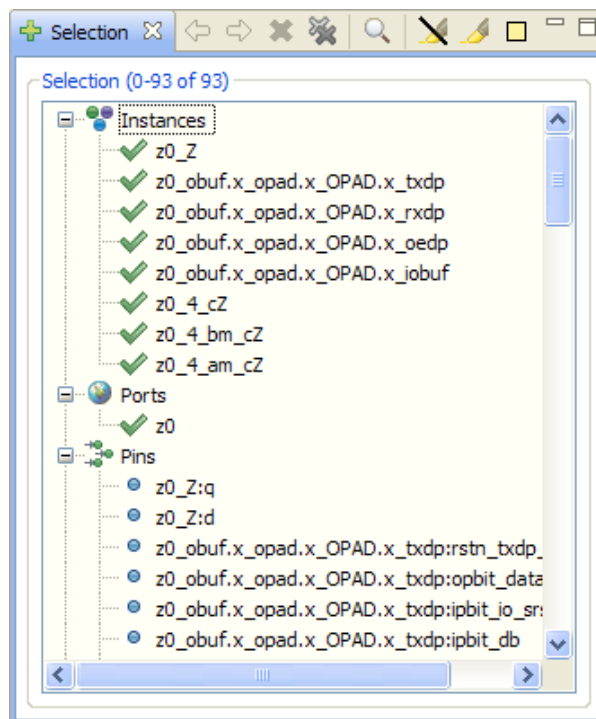 Selection
Selection (0-93 of 93)
Instances
z0_Z
z0_obuf.x_opad.x_OPAD.x_txdp
z0_obuf.x_opad.x_OPAD.x_rxdp
z0_obuf.x_opad.x_OPAD.x_oedp
z0_obuf.x_opad.x_OPAD.x_iobuf
z0_4_cZ
z0_4_bm_cZ
z0_4_am_cZ
Ports
z0
Pins
z0_Z:q
z0_Z:d
z0_obuf.x_opad.x_OPAD.x_txdp:rstn_txdp_
z0_obuf.x_opad.x_OPAD.x_txdp:opbit_data
z0_obuf.x_opad.x_OPAD.x_txdp:ipbit_io_srs
z0_obuf.x_opad.x_OPAD.x_txdp:ipbit_db